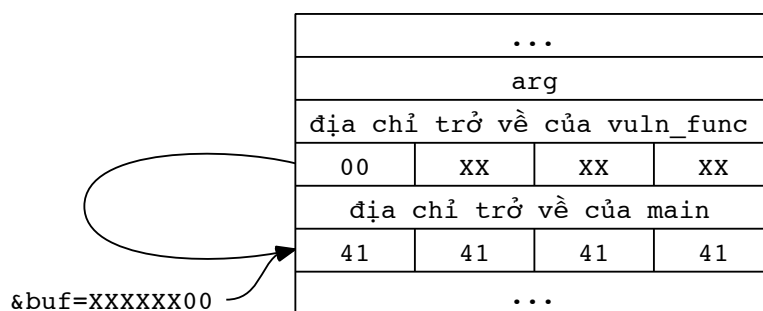 ...
arg
địa chỉ trở về của vuln_func
00 XX XX XX
địa chỉ trở về của main
41 41 41 41
&buf=XXXXXX00
...